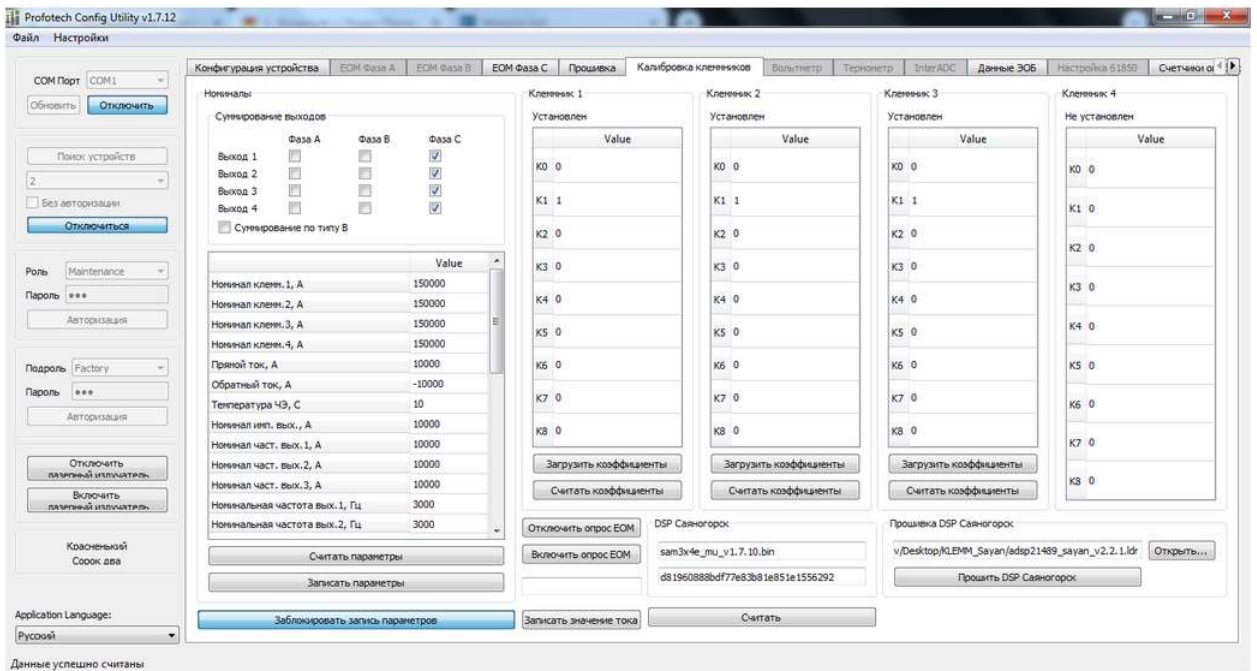 Profotech Config Utility v1.7.12
Файл Настройки
COM Порт COM1
Обновить Отключить
Поиск устройств
2
Без авторизации
Отключиться
Роль Maintenance
Пароль ●●●
Авторизация
Подроль Factory
Пароль ●●●
Авторизация
Отключить
лазерный излучатель
Включить
лазерный излучатель
Красненький
Сорок два
Application Language:
Русский
Данные успешно считаны
Конфигурация устройства EOM Фаза A EOM Фаза B EOM Фаза C Прошивка Калибровка клеммников Вольтметр Термометр InterADC Данные ЭОБ Настройка 61850 Счетчики
Номиналы
Суммирование выходов
Фаза A Фаза B Фаза C
Выход 1
Выход 2
Выход 3
Выход 4
Суммирование по типу B
Value
Номинал клемм.1, А 150000
Номинал клемм.2, А 150000
Номинал клемм.3, А 150000
Номинал клемм.4, А 150000
Прямой ток, А 10000
Обратный ток, А -10000
Температура ЧЭ, С 10
Номинал имп. вых., А 10000
Номинал част. вых.1, А 10000
Номинал част. вых.2, А 10000
Номинал част. вых.3, А 10000
Номинальная частота вых.1, Гц 3000
Номинальная частота вых.2, Гц 3000
Считать параметры
Записать параметры
Заблокировать запись параметров
Клеммник 1
Установлен
Value
K0 0
K1 1
K2 0
K3 0
K4 0
K5 0
K6 0
K7 0
K8 0
Загрузить коэффициенты
Считать коэффициенты
Клеммник 2
Установлен
Value
K0 0
K1 1
K2 0
K3 0
K4 0
K5 0
K6 0
K7 0
K8 0
Загрузить коэффициенты
Считать коэффициенты
Клеммник 3
Установлен
Value
K0 0
K1 1
K2 0
K3 0
K4 0
K5 0
K6 0
K7 0
K8 0
Загрузить коэффициенты
Считать коэффициенты
Клеммник 4
Не установлен
Value
K0 0
K1 0
K2 0
K3 0
K4 0
K5 0
K6 0
K7 0
K8 0
Отключить опрос EOM
Включить опрос EOM
Записать значение тока
DSP Саяногорск
sam3x4e_mu_v1.7.10.bin
d81960888bdf77e83b81e851e1556292
Считать
Прошивка DSP Саяногорск
v/Desktop/KLEMM_Sayan/adsp21489_sayan_v2.2.1.ldr Открыть...
Прошить DSP Саяногорск